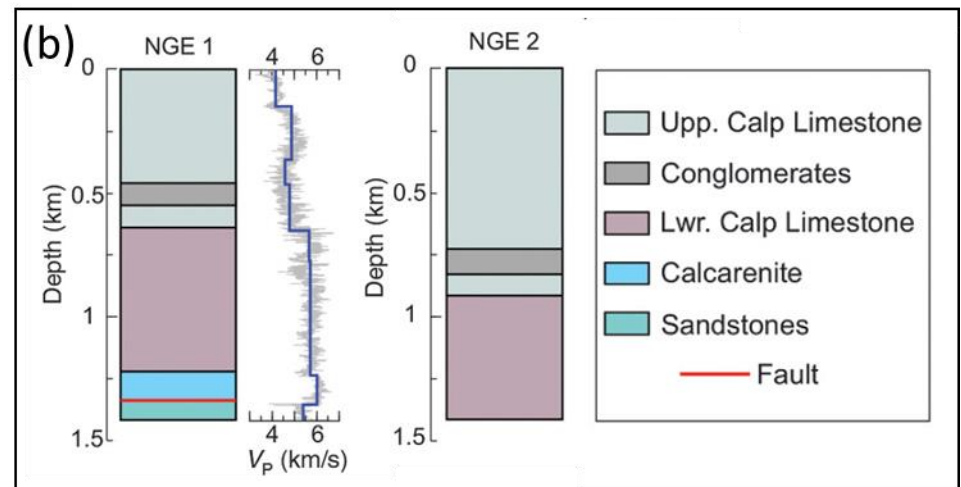 (b)
NGE 1
NGE 2
4 6
0
0.5
1
1.5
Depth (km)
4 6
V_P (km/s)
0
0.5
1
1.5
Depth (km)
Upp. Calp Limestone
Conglomerates
Lwr. Calp Limestone
Calcarenite
Sandstones
Fault